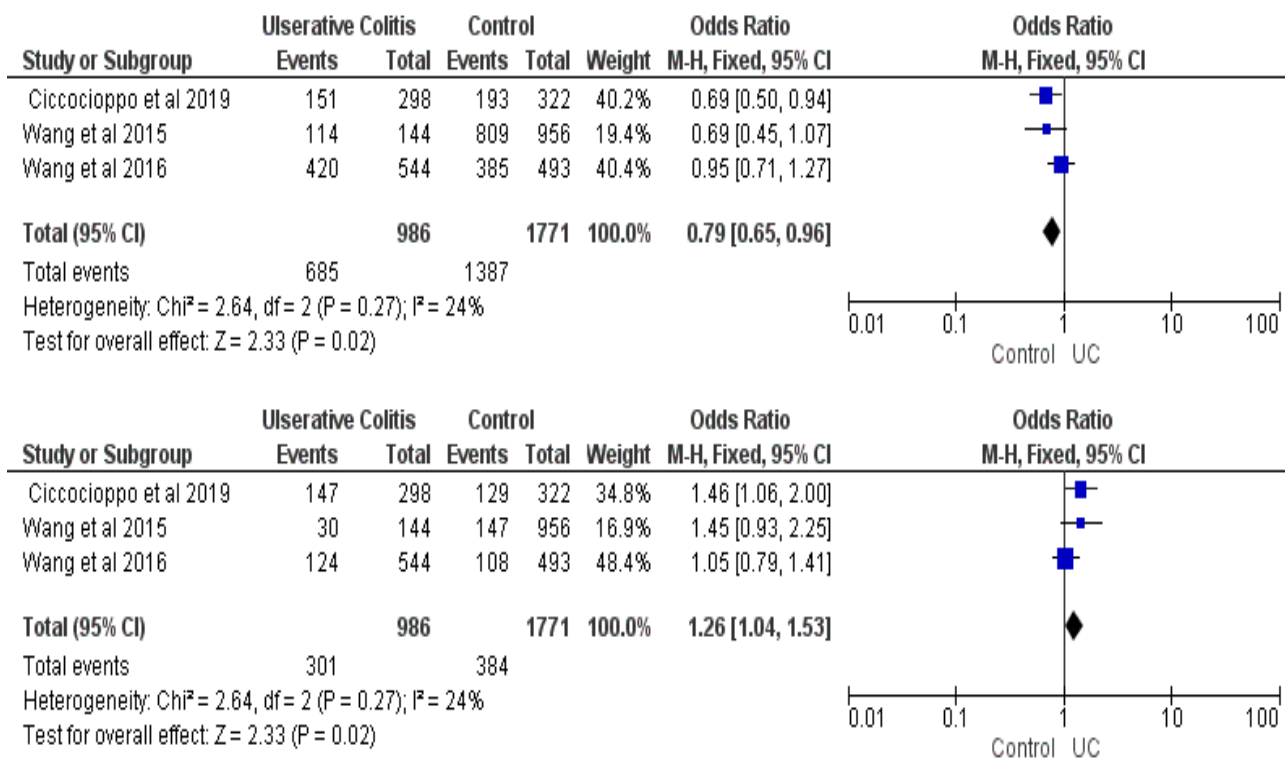 Ulserative Colitis Control Odds Ratio Odds Ratio
Study or Subgroup Events Total Events Total Weight M-H, Fixed, 95% CI M-H, Fixed, 95% CI
Ciccocioppo et al 2019 151 298 193 322 40.2% 0.69 [0.50, 0.94]
Wang et al 2015 114 144 809 956 19.4% 0.69 [0.45, 1.07]
Wang et al 2016 420 544 385 493 40.4% 0.95 [0.71, 1.27]
Total (95% CI) 986 1771 100.0% 0.79 [0.65, 0.96]
Total events 685 1387
Heterogeneity: Chi² = 2.64, df = 2 (P = 0.27); I² = 24%
Test for overall effect: Z = 2.33 (P = 0.02)
0.01 0.1 1 10 100
Control UC
Ulserative Colitis Control Odds Ratio Odds Ratio
Study or Subgroup Events Total Events Total Weight M-H, Fixed, 95% CI M-H, Fixed, 95% CI
Ciccocioppo et al 2019 147 298 129 322 34.8% 1.46 [1.06, 2.00]
Wang et al 2015 30 144 147 956 16.9% 1.45 [0.93, 2.25]
Wang et al 2016 124 544 108 493 48.4% 1.05 [0.79, 1.41]
Total (95% CI) 986 1771 100.0% 1.26 [1.04, 1.53]
Total events 301 384
Heterogeneity: Chi² = 2.64, df = 2 (P = 0.27); I² = 24%
Test for overall effect: Z = 2.33 (P = 0.02)
0.01 0.1 1 10 100
Control UC